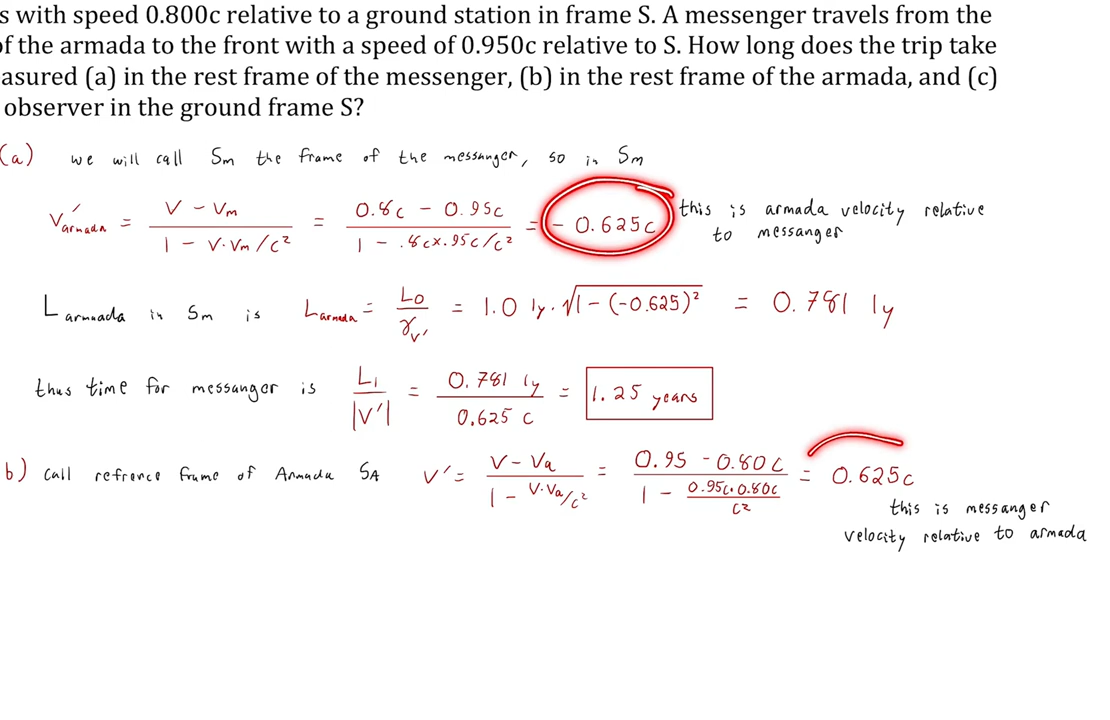 s with speed 0.800c relative to a ground station in frame S. A messenger travels from the
of the armada to the front with a speed of 0.950c relative to S. How long does the trip take
asured (a) in the rest frame of the messenger, (b) in the rest frame of the armada, and (c)
observer in the ground frame S?
(a) we will call Sm the frame of the messunger, so in Sm
V'armada = (V - Vm) / (1 - V·Vm/c²) = (0.8c - 0.95c) / (1 - .8c×.95c/c²) = - 0.625c this is armada velocity relative
to messanger
L armuada in Sm is Larmeda = L0/γv' = 1.0 ly · √(1 - (-0.625)²) = 0.781 ly
thus time for messanger is L1/|V'| = 0.781 ly / 0.625 c = 1.25 years
b) call refrence frame of Armada SA V' = (V - Va) / (1 - V·Va/c²) = (0.95 - 0.80c) / (1 - 0.95c·0.80c/c²) = 0.625c
this is messanger
velocity relative to armada